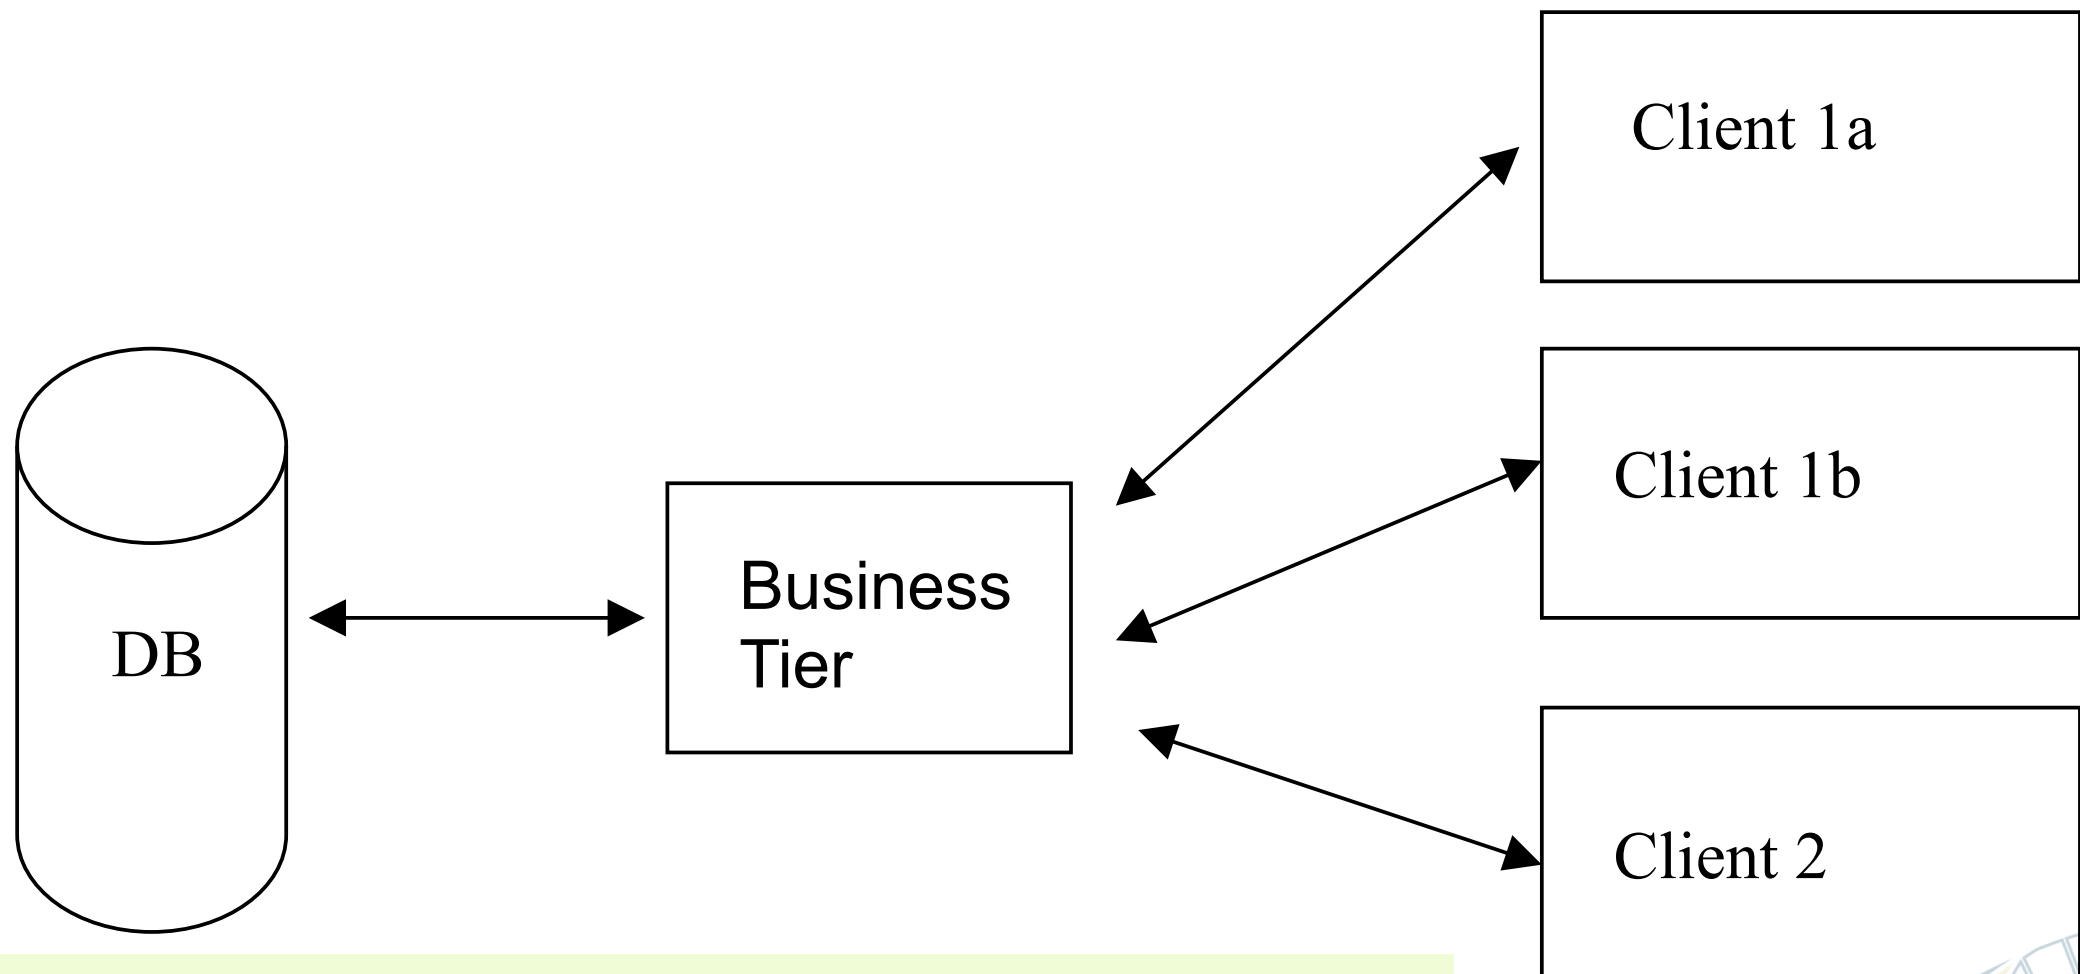 Client 1a
Client 1b
Business
Tier
DB
Client 2